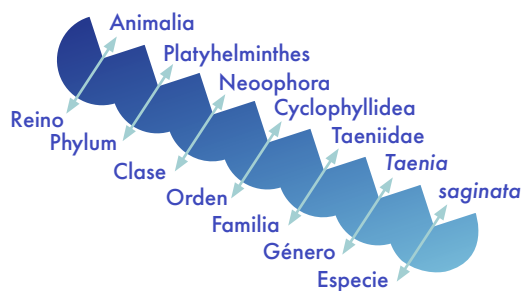 Animalia
Platyhelminthes
Neoophora
Cyclophyllidea
Taeniidae
Taenia
saginata
Reino
Phylum
Clase
Orden
Familia
Género
Especie